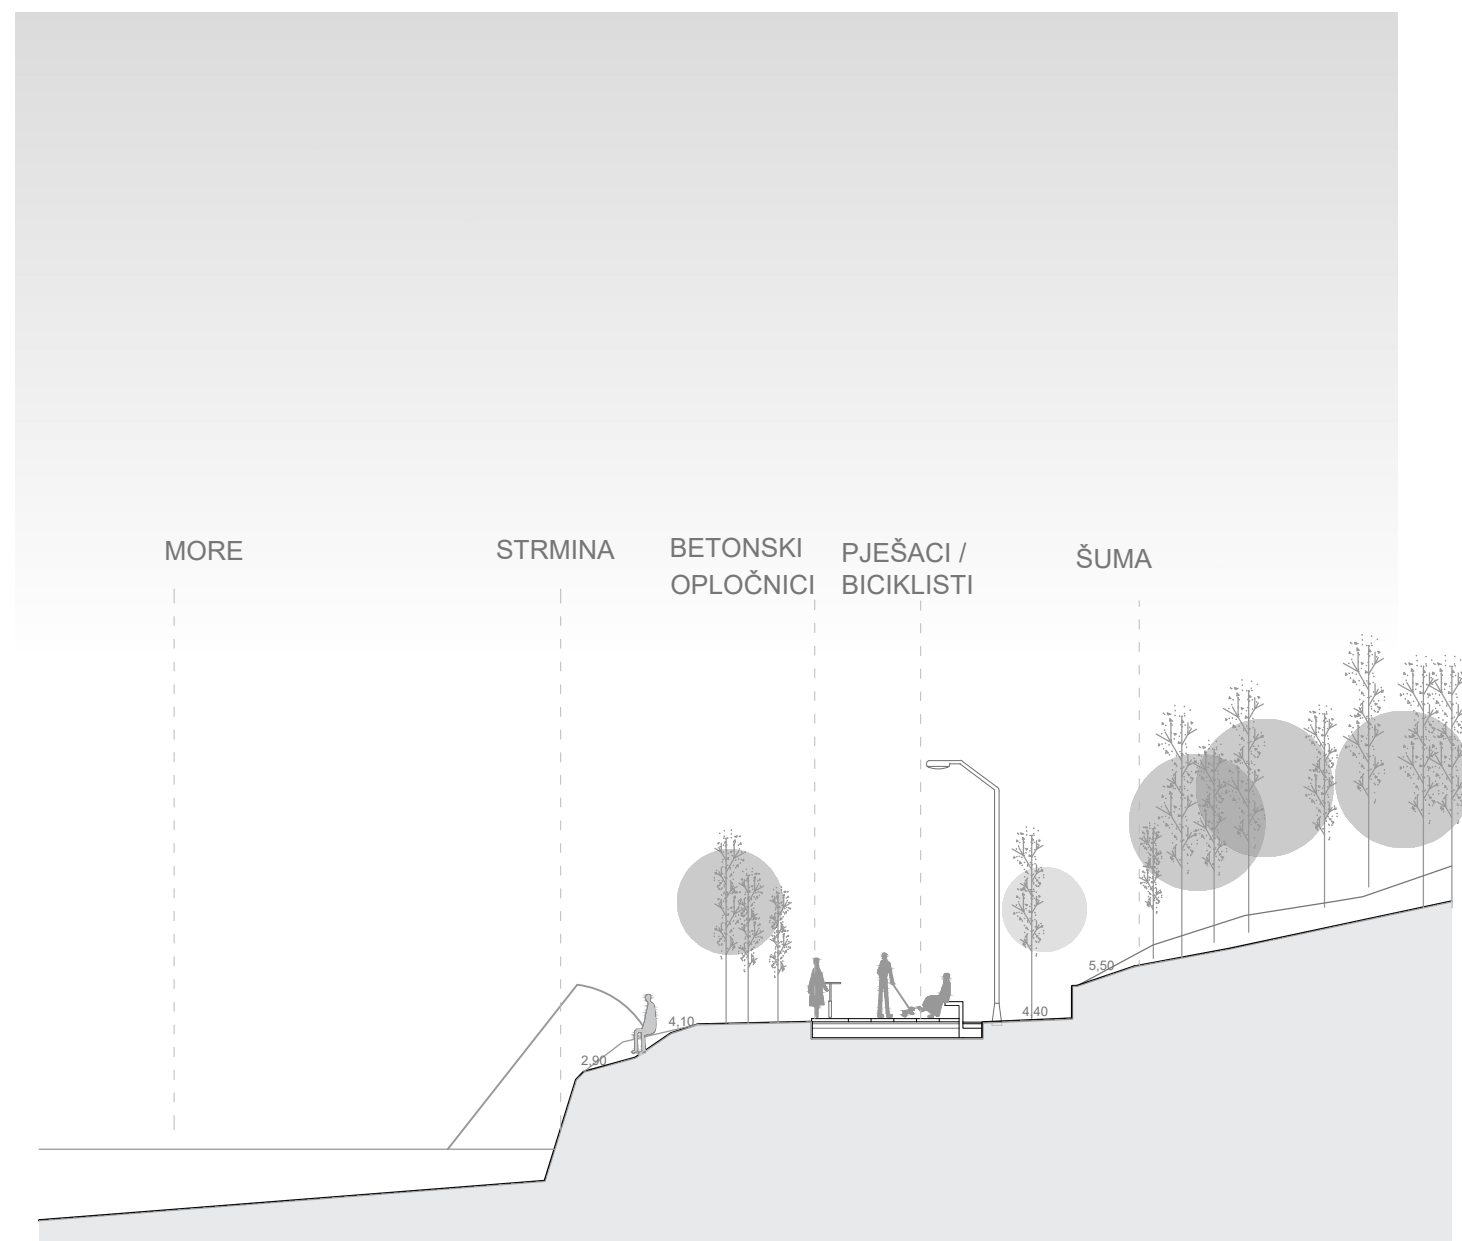 MORE
STRMINA
BETONSKI
OPLOČNICI
PJEŠACI /
BICIKLISTI
ŠUMA
5,50
4,40
4,10
2,90